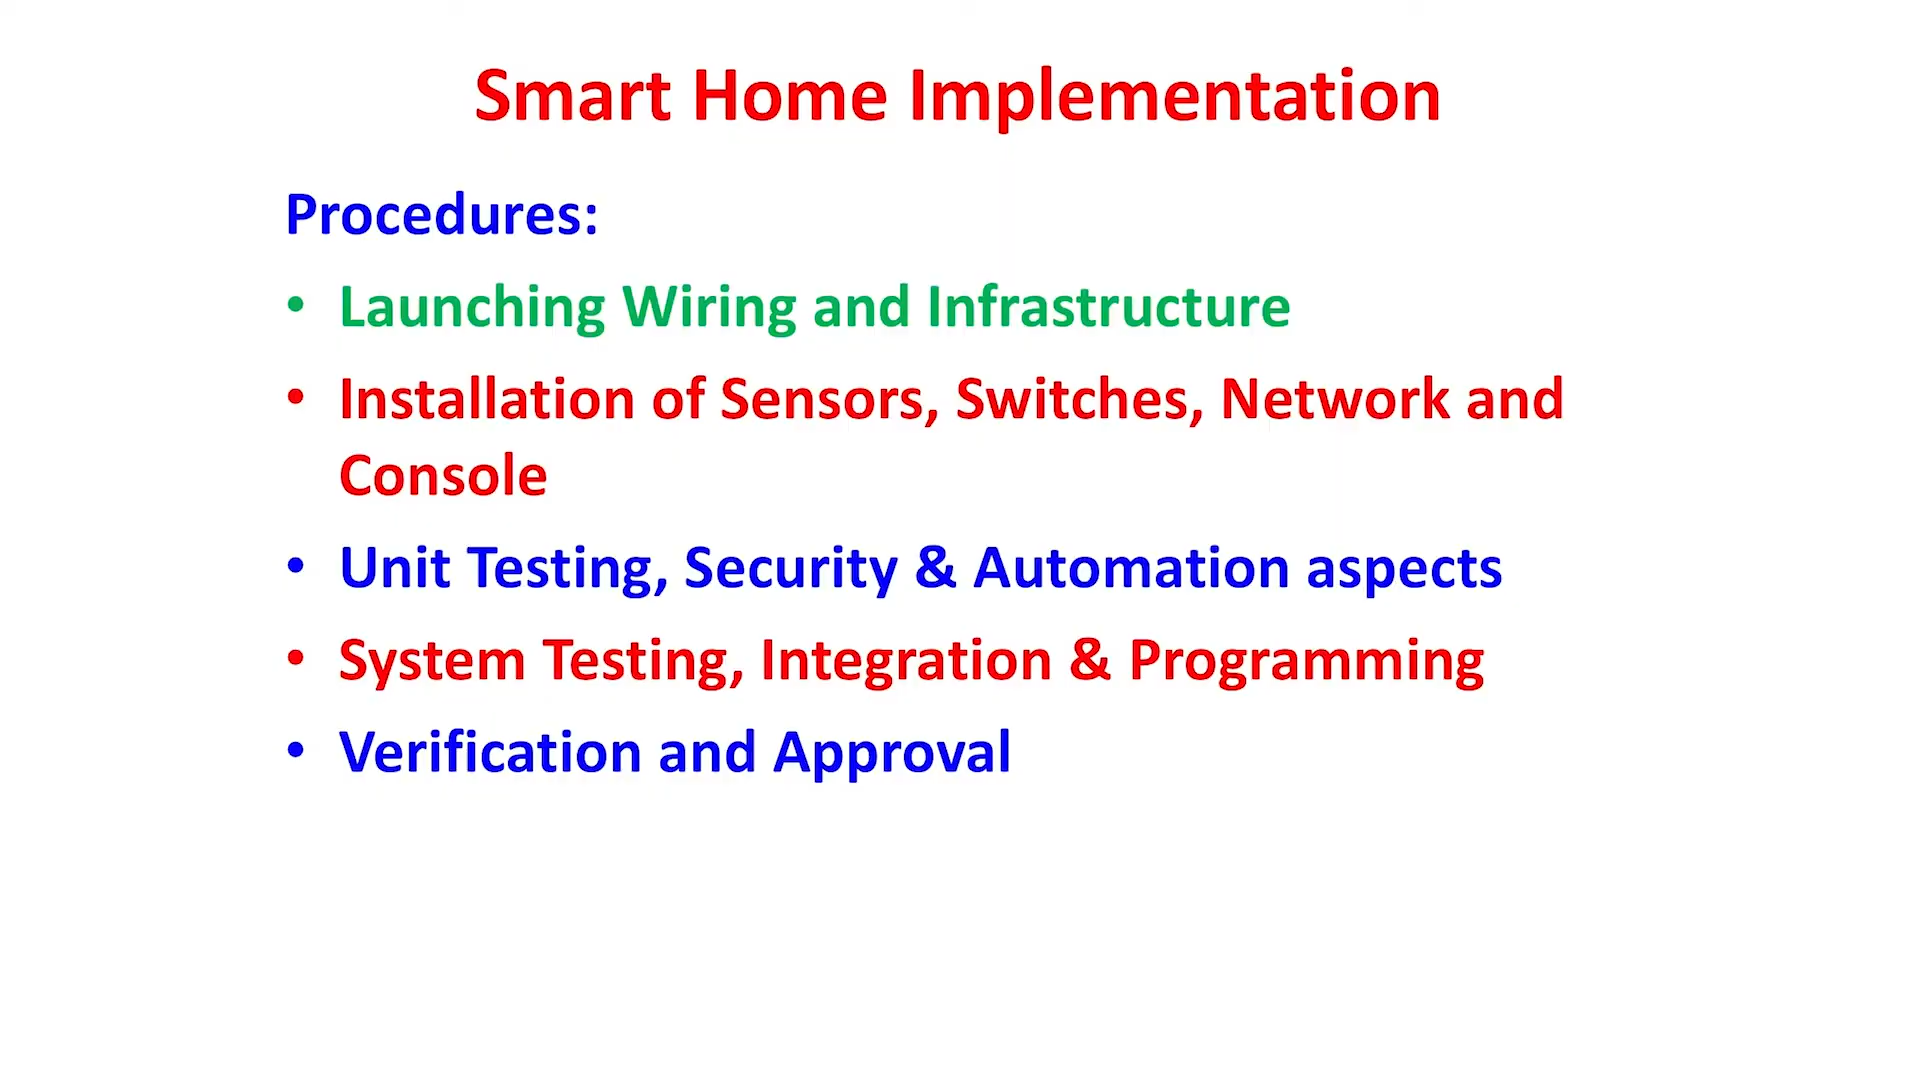 Smart Home Implementation
Procedures:
• Launching Wiring and Infrastructure
• Installation of Sensors, Switches, Network and
Console
• Unit Testing, Security & Automation aspects
• System Testing, Integration & Programming
• Verification and Approval